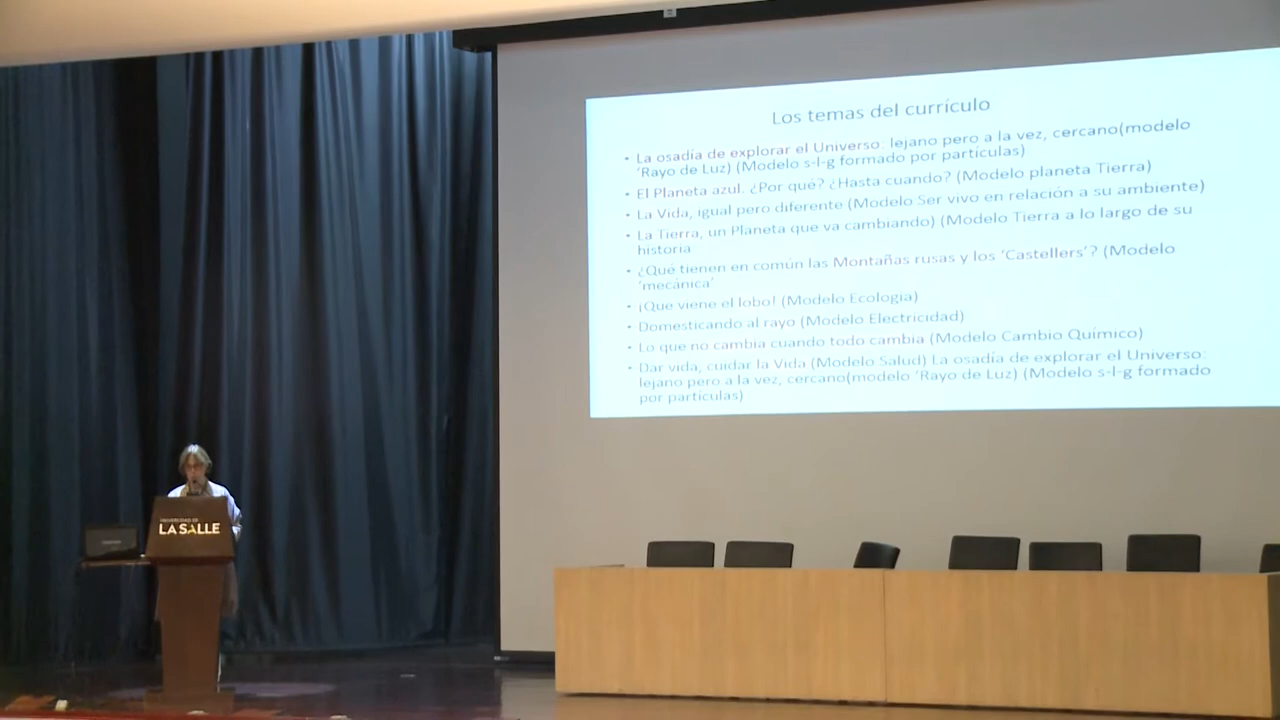 Los temas del currículo
• La osadía de explorar el Universo: lejano pero a la vez, cercano(modelo
‘Rayo de Luz) (Modelo s-l-g formado por partículas)
• El Planeta azul. ¿Por qué? ¿Hasta cuando? (Modelo planeta Tierra)
• La Vida, igual pero diferente (Modelo Ser vivo en relación a su ambiente)
• La Tierra, un Planeta que va cambiando) (Modelo Tierra a lo largo de su
historia
• ¿Qué tienen en común las Montañas rusas y los ‘Castellers’? (Modelo
‘mecánica’
• ¡Que viene el lobo! (Modelo Ecología)
• Domesticando al rayo (Modelo Electricidad)
• Lo que no cambia cuando todo cambia (Modelo Cambio Químico)
• Dar vida, cuidar la Vida (Modelo Salud) La osadía de explorar el Universo:
lejano pero a la vez, cercano(modelo ‘Rayo de Luz) (Modelo s-l-g formado
por partículas)
UNIVERSIDAD DE
LA SALLE